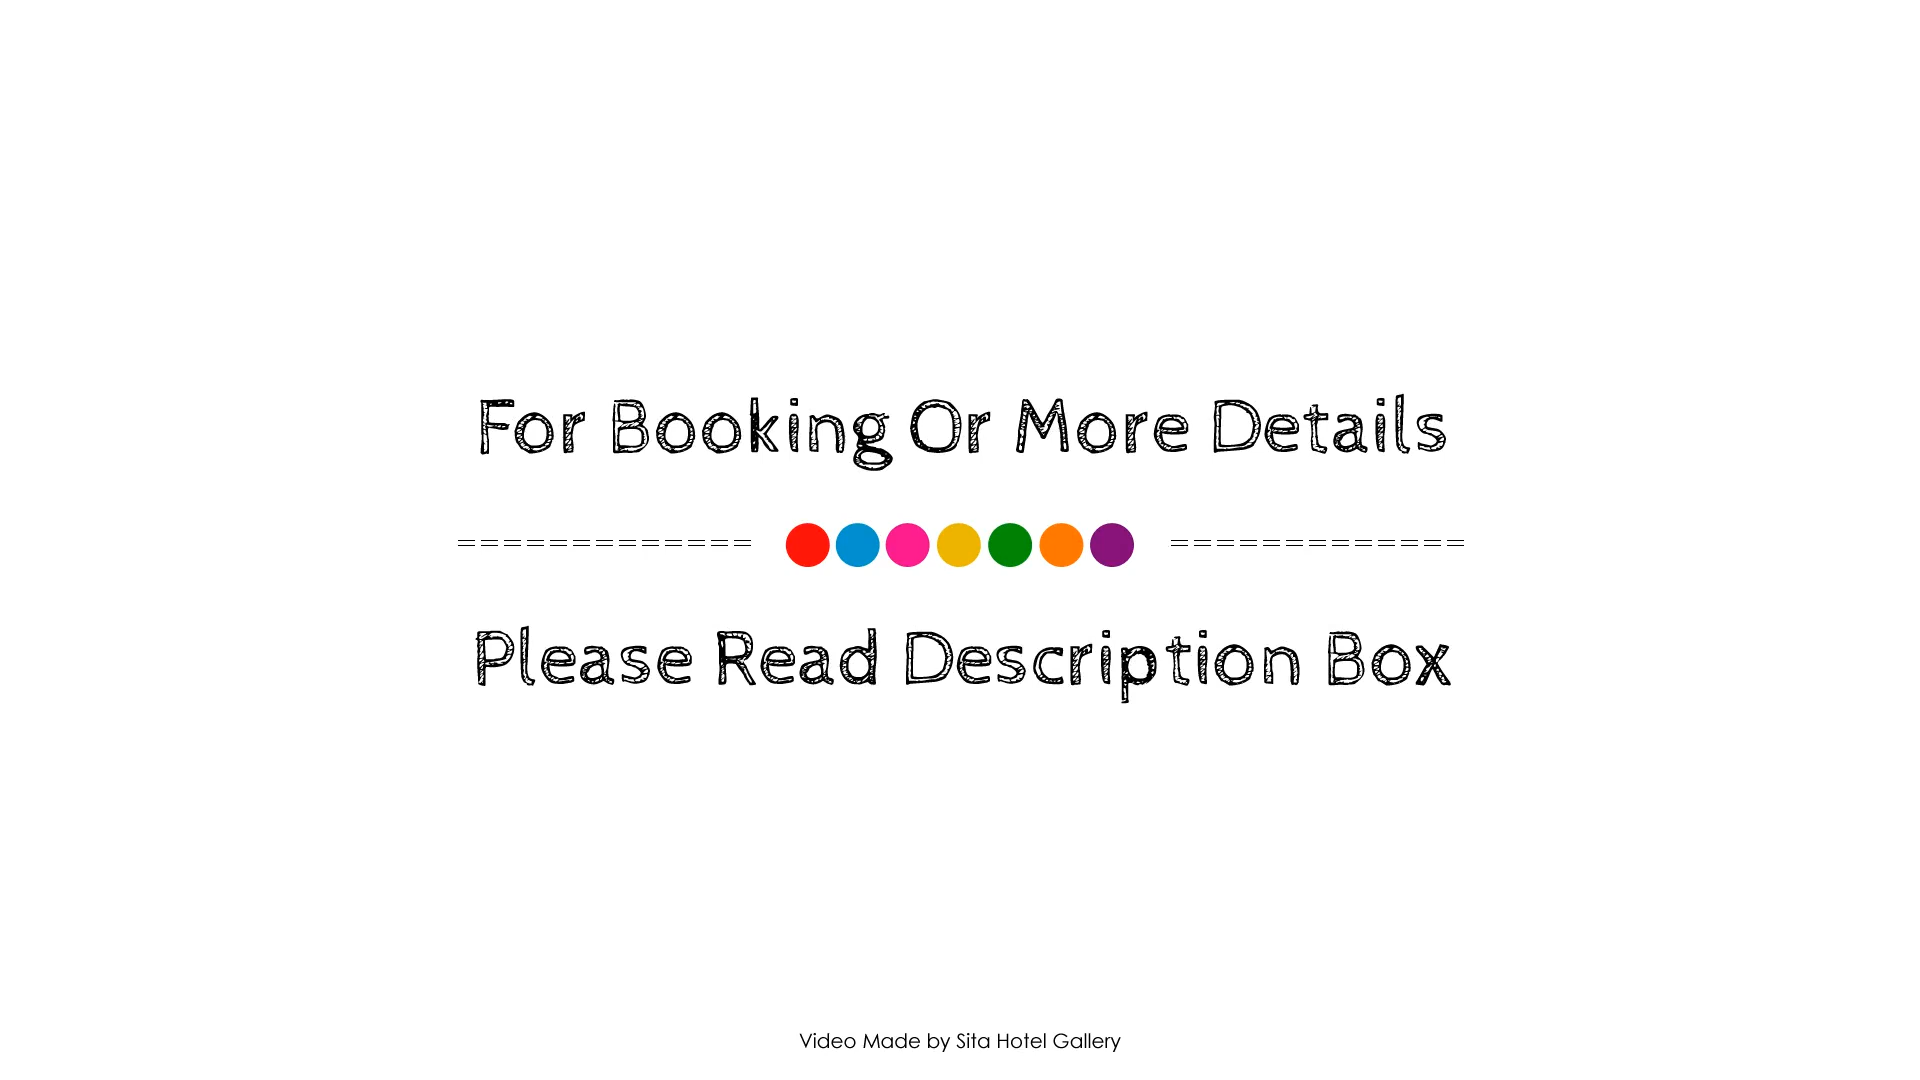 For Booking Or More Details
============= =============
Please Read Description Box
Video Made by Sita Hotel Gallery